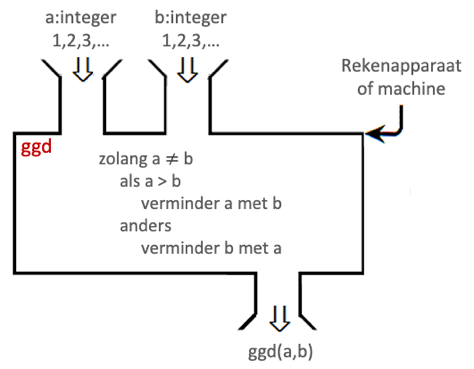 a:integer
1,2,3,...
b:integer
1,2,3,...
Rekenapparaat
of machine
ggd
zolang a ≠ b
als a > b
verminder a met b
anders
verminder b met a
ggd(a,b)